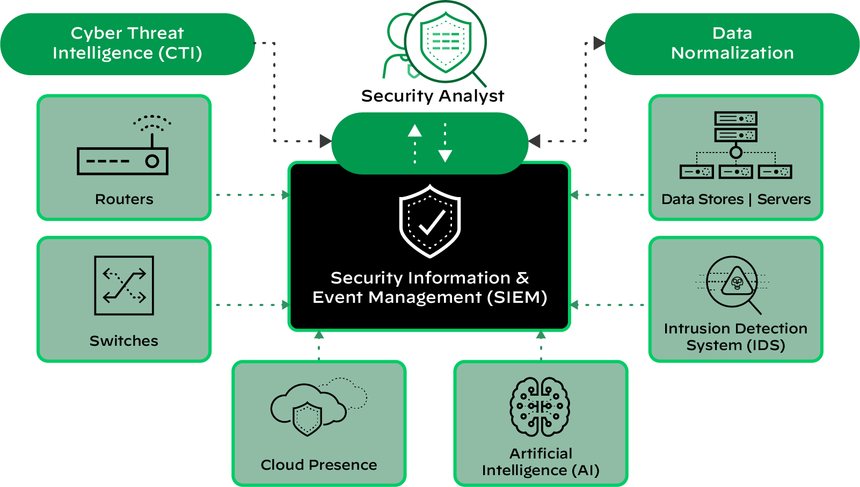 Cyber Threat
Intelligence (CTI)
Data
Normalization
Security Analyst
Routers
Data Stores | Servers
Security Information &
Event Management (SIEM)
Switches
Intrusion Detection
System (IDS)
Cloud Presence
Artificial
Intelligence (AI)